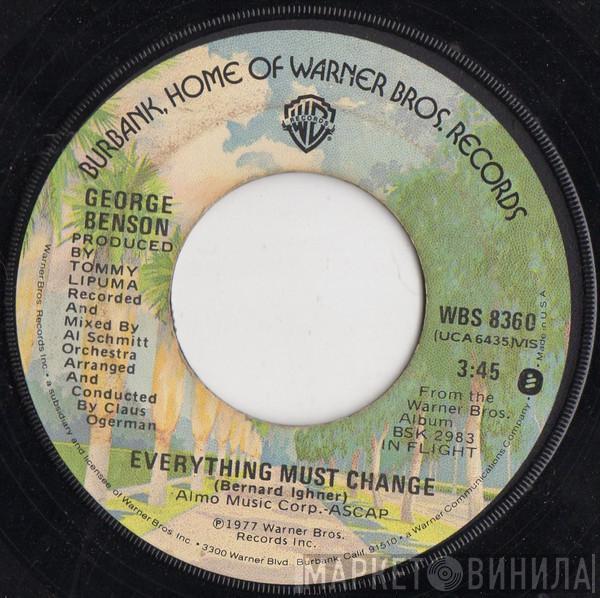 BURBANK, HOME OF WARNER BROS. RECORDS
WB
RECORDS
®
GEORGE
BENSON
PRODUCED
BY
TOMMY
LIPUMA
Recorded
And
Mixed By
Al Schmitt
Orchestra
Arranged
And
Conducted
By Claus
Ogerman
WBS 8360
(UCA6435)VIS
3:45
From the
Warner Bros.
Album
BSK 2983
IN FLIGHT
EVERYTHING MUST CHANGE
(Bernard Ighner)
Almo Music Corp.-ASCAP
℗1977 Warner Bros.
Records Inc.
Warner Bros. Records Inc. • a subsidiary and licensee of Warner Bros. Inc. • 3300 Warner Blvd. Burbank, Calif. 91510 • a Warner Communications Company • Made in U.S.A.
МАРКЕТ ВИНИЛА